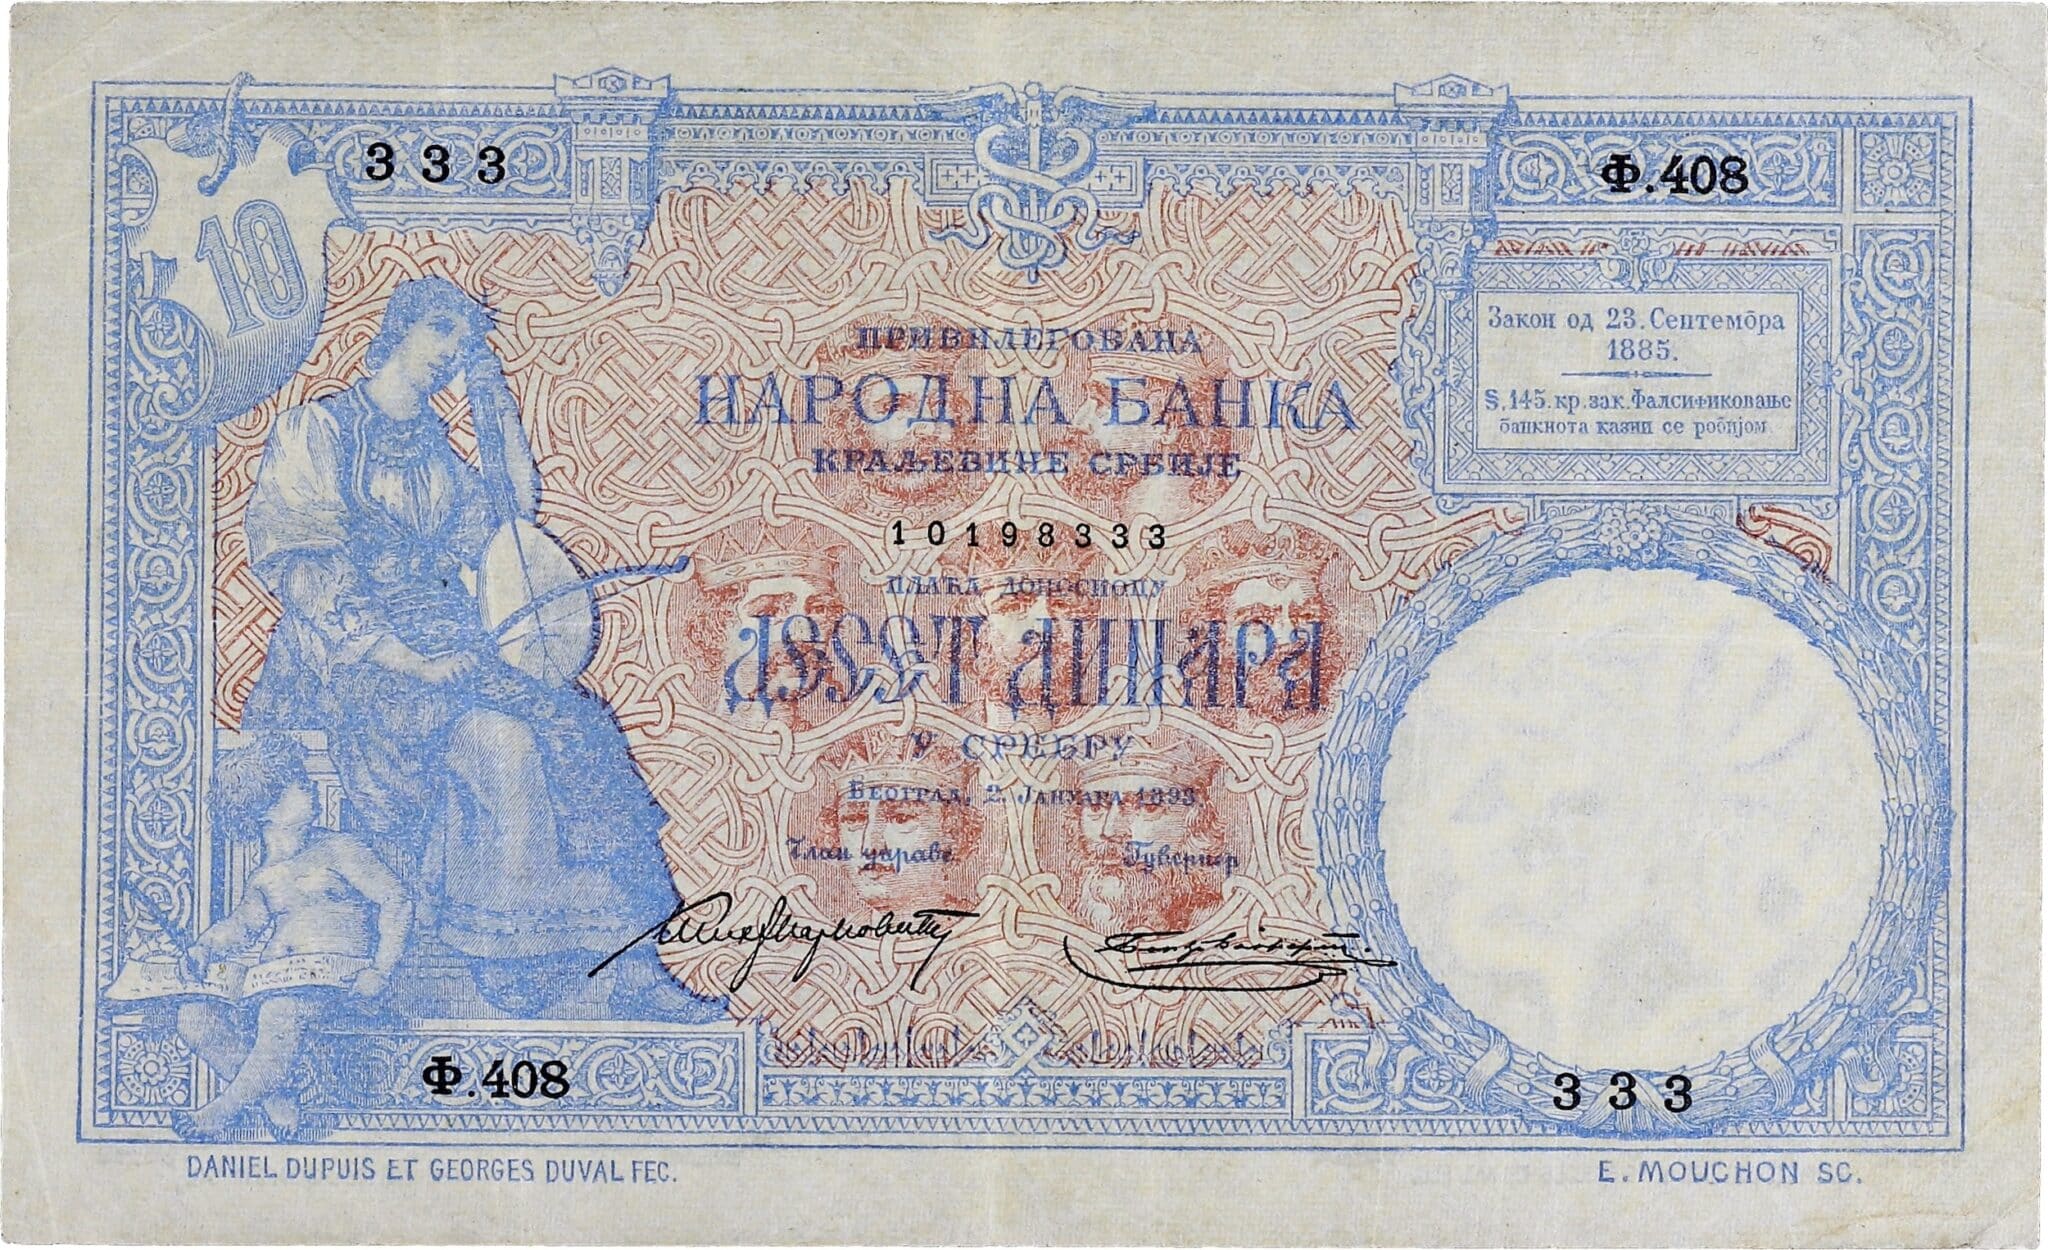 333
Ф.408
10
Закон од 23. Септембра
1885.
S. 145. кр. зак. Фалсификовање
банкнота казни се робијом
ПРИВИЛЕГОВАНА
НАРОДНА БАНКА
КРАЉЕВИНЕ СРБИЈЕ
10198333
ПЛАЋА ДОНОСИОЦУ
ДЕСЕТ ДИНАРА
У СРЕБРУ
БЕОГРАД, 2. ЈАНУАРА 1893.
Члан управе
Гувернер
Ф.408
333
DANIEL DUPUIS ET GEORGES DUVAL FEC.
E. MOUCHON SC.